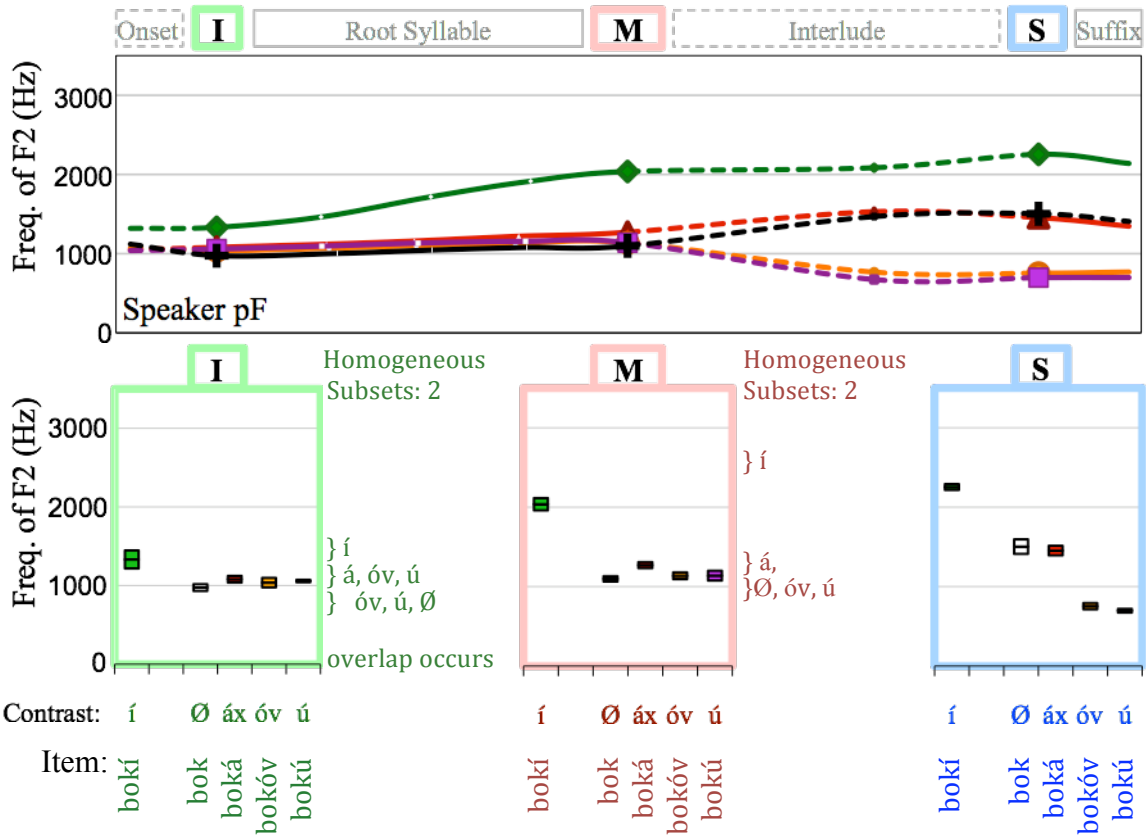 Onset I Root Syllable M Interlude S Suffix
Freq. of F2 (Hz)
3000
2000
1000
0
Speaker pF
I
Homogeneous
Subsets: 2
M
Homogeneous
Subsets: 2
S
Freq. of F2 (Hz)
3000
2000
1000
0
} í
} á, óv, ú
} óv, ú, Ø
overlap occurs
} í
} á,
}Ø, óv, ú
Contrast: í Ø áx óv ú í Ø áx óv ú í Ø áx óv ú
Item: bokí bok boká bokóv bokú bokí bok boká bokóv bokú bokí bok boká bokóv bokú